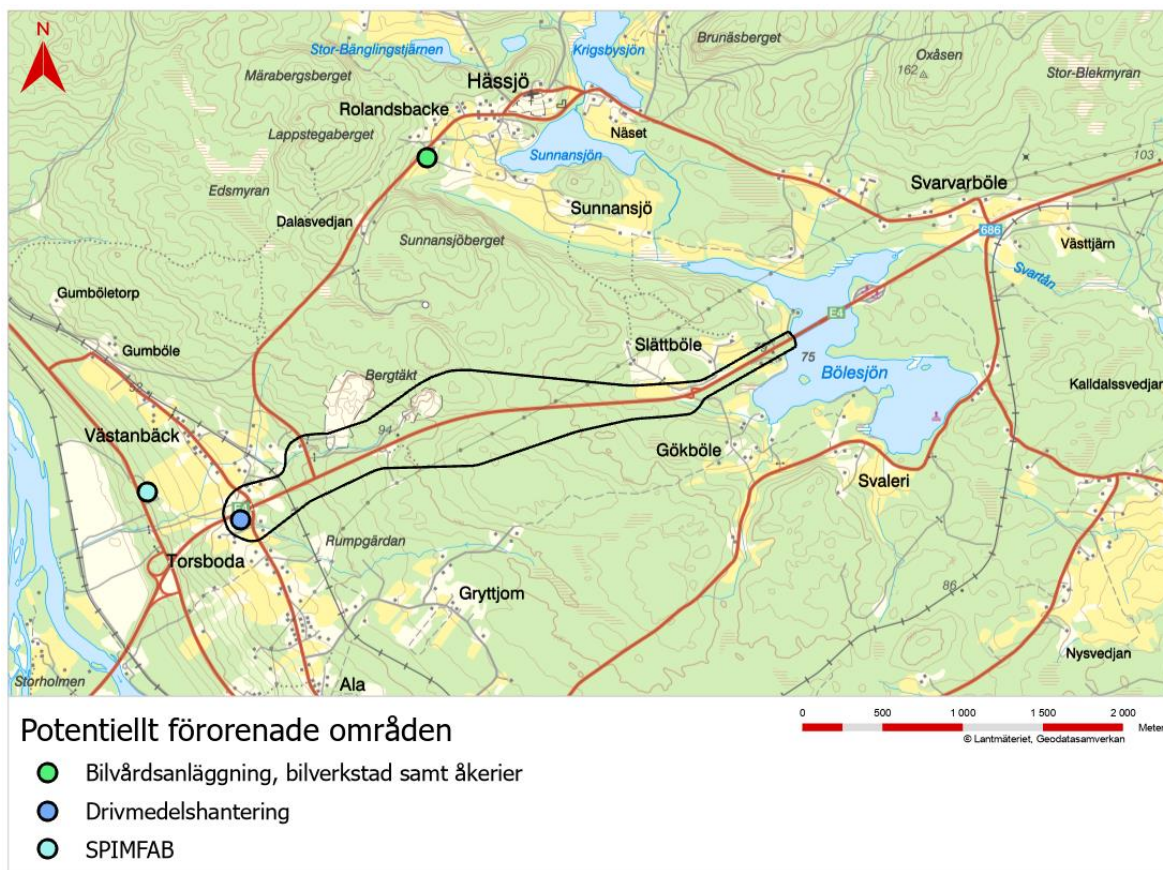 N
Stor-Bänglingstjärnen
Krigsbysjön
Brunäsberget
Oxåsen
162
Stor-Blekmyran
Märabergsberget
Hässjö
Rolandsbacke
Näset
Lappstegaberget
Sunnansjön
103
Edsmyran
Svarvarböle
Sunnansjö
Dalasvedjan
686
Västtjärn
Sunnansjöberget
Svartån
Gumböletorp
E4
Slättböle
75
Gumböle
Bölesjön
Bergtäkt
Kalldalssvedjan
Västanbäck
94
Gökböle
Svaleri
Rumpgärdan
Torsboda
86
Gryttjom
Nysvedjan
Storholmen
Ala
Potentiellt förorenade områden
0 500 1 000 1 500 2 000
Meter
© Lantmäteriet, Geodatasamverkan
Bilvårdsanläggning, bilverkstad samt åkerier
Drivmedelshantering
SPIMFAB